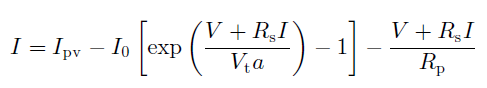 I = I_pv − I_0 [exp((V + R_s I)/(V_t a)) − 1] − (V + R_s I)/R_p